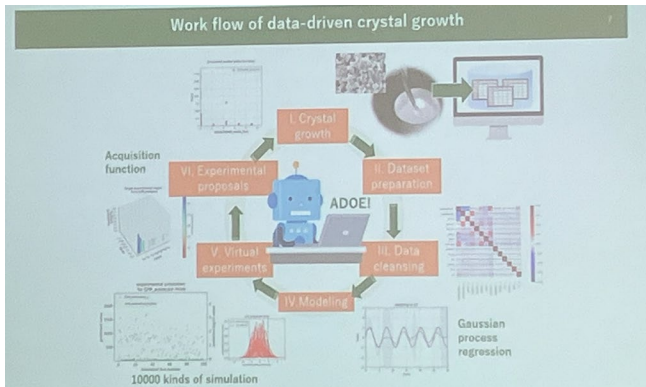 Work flow of data-driven crystal growth
I. Crystal
growth
II. Dataset
preparation
III. Data
cleansing
IV. Modeling
V. Virtual
experiments
VI. Experimental
proposals
ADOE!
Acquisition
function
Gaussian
process
regression
10000 kinds of simulation